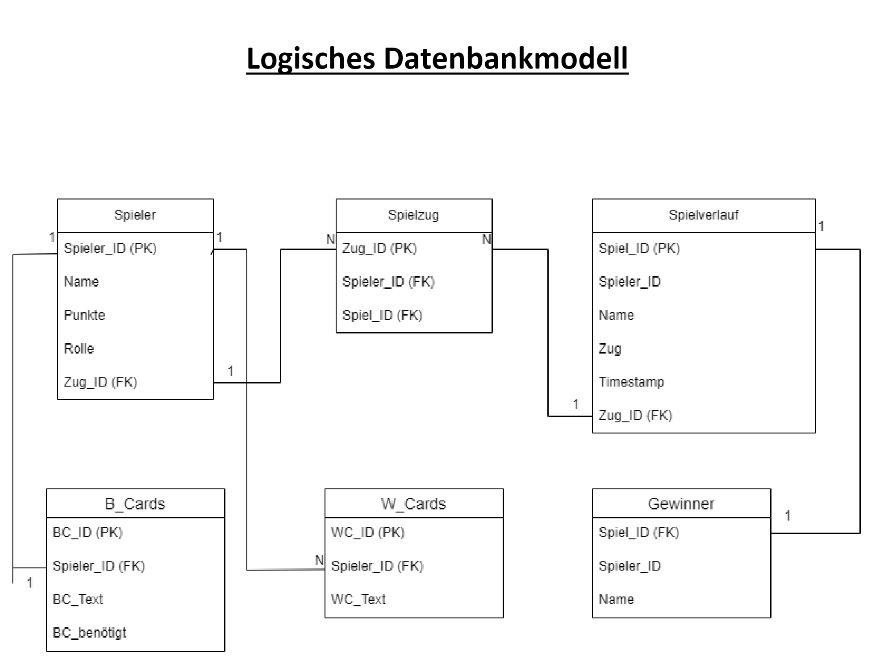 Logisches Datenbankmodell
Spieler
1
1
Spieler_ID (PK)
Name
Punkte
Rolle
Zug_ID (FK)
1
Spielzug
N
N
Zug_ID (PK)
Spieler_ID (FK)
Spiel_ID (FK)
Spielverlauf
1
Spiel_ID (PK)
Spieler_ID
Name
Zug
Timestamp
1
Zug_ID (FK)
B_Cards
BC_ID (PK)
Spieler_ID (FK)
1
BC_Text
BC_benötigt
W_Cards
WC_ID (PK)
N
Spieler_ID (FK)
WC_Text
Gewinner
1
Spiel_ID (FK)
Spieler_ID
Name